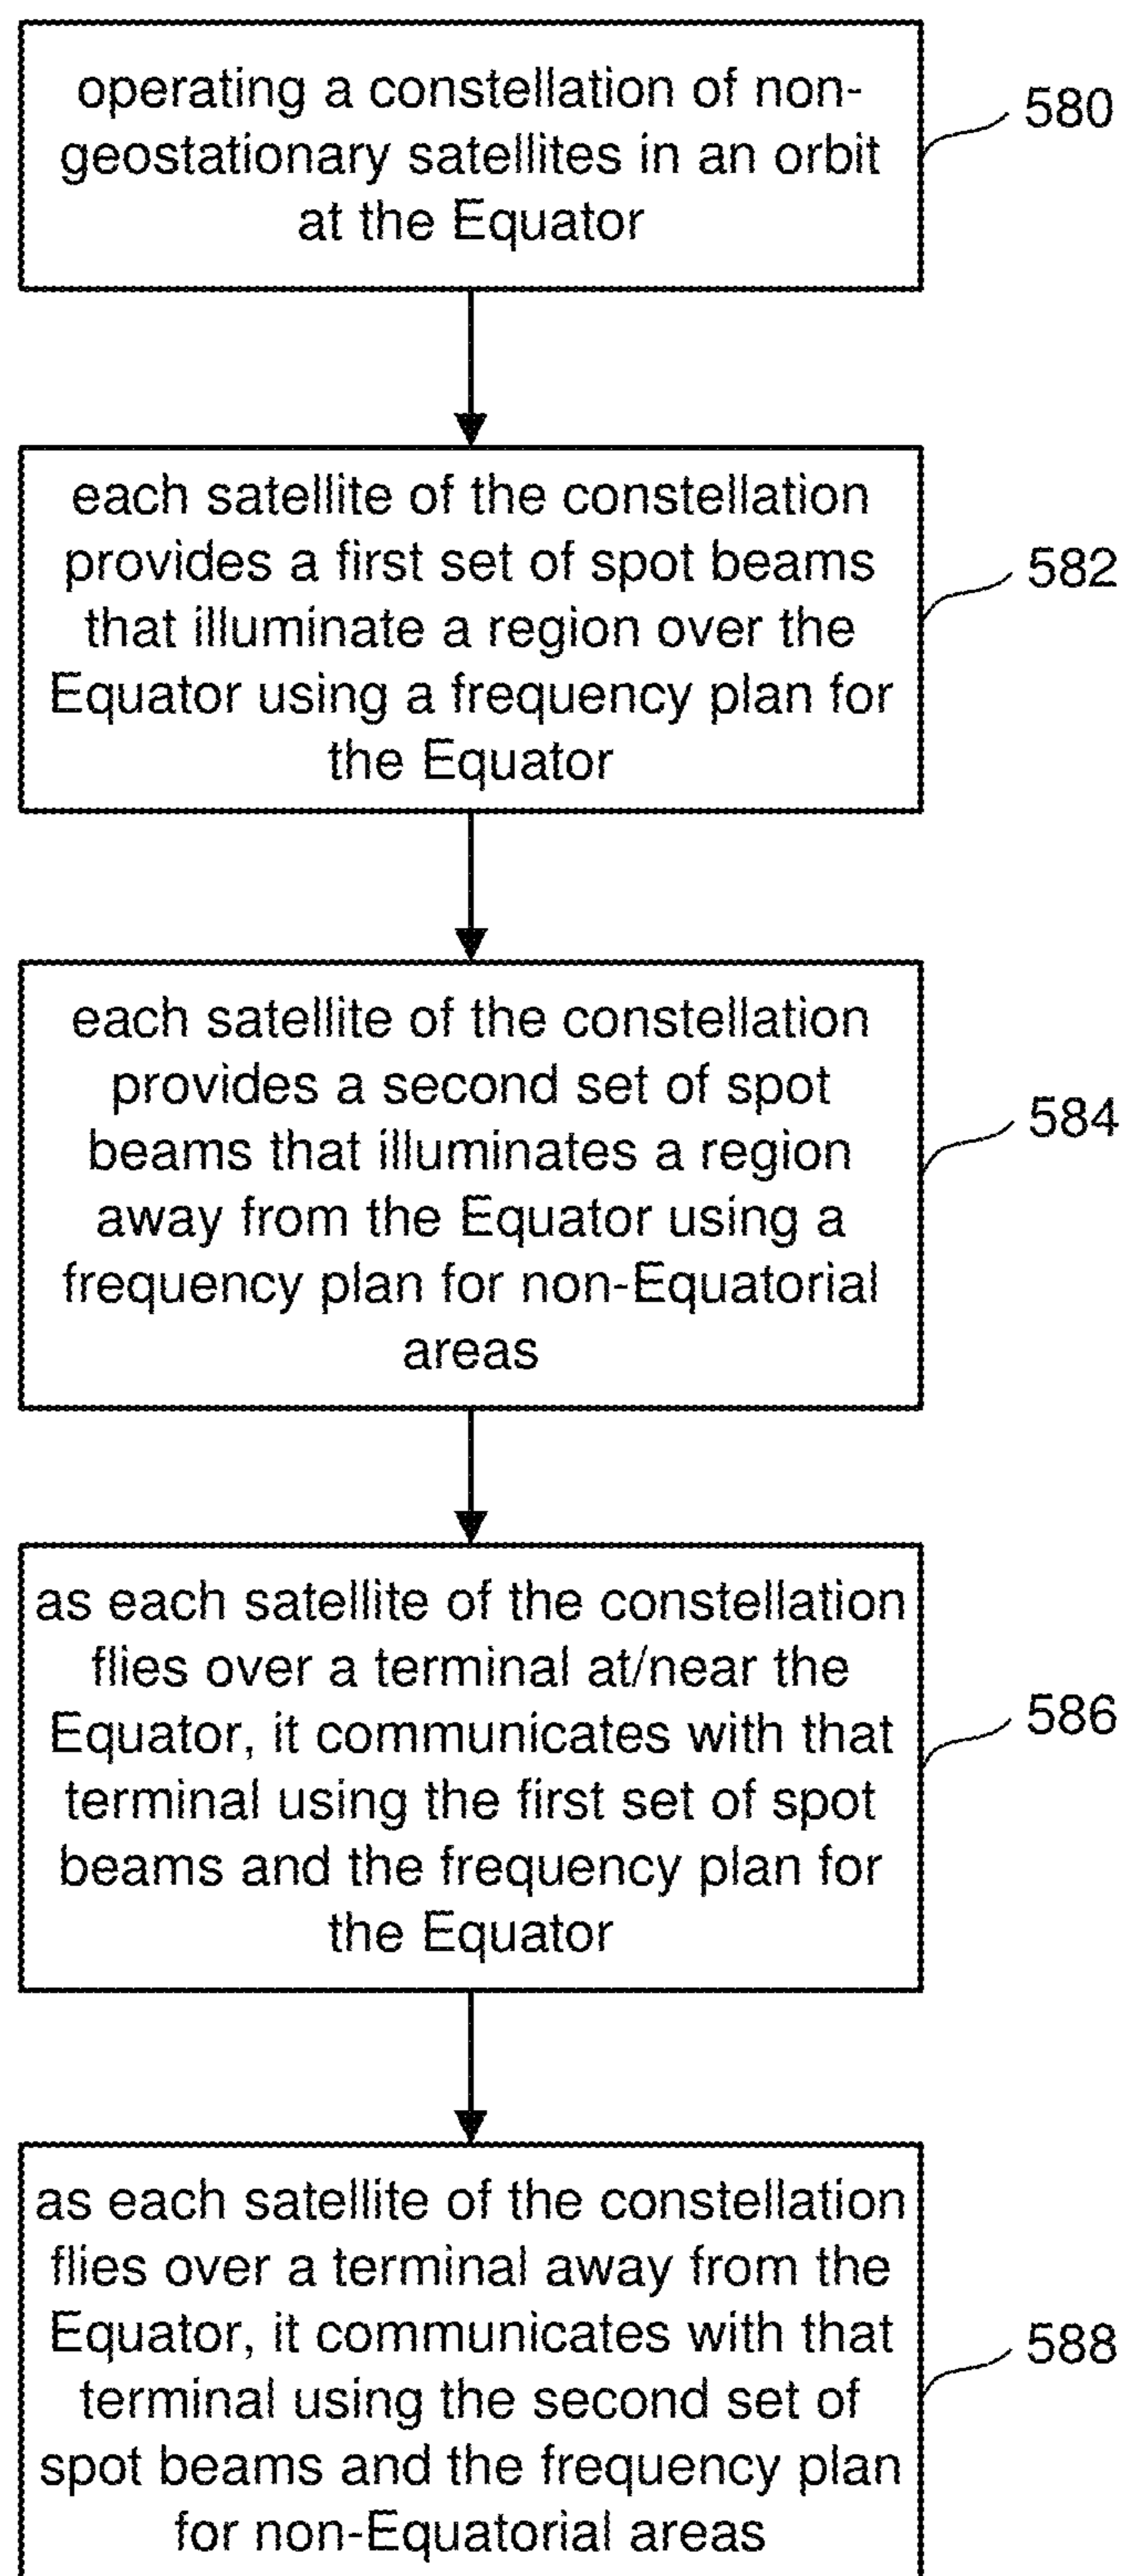 operating a constellation of non-
geostationary satellites in an orbit
at the Equator
580
each satellite of the constellation
provides a first set of spot beams
that illuminate a region over the
Equator using a frequency plan for
the Equator
582
each satellite of the constellation
provides a second set of spot
beams that illuminates a region
away from the Equator using a
frequency plan for non-Equatorial
areas
584
as each satellite of the constellation
flies over a terminal at/near the
Equator, it communicates with that
terminal using the first set of spot
beams and the frequency plan for
the Equator
586
as each satellite of the constellation
flies over a terminal away from the
Equator, it communicates with that
terminal using the second set of
spot beams and the frequency plan
for non-Equatorial areas
588